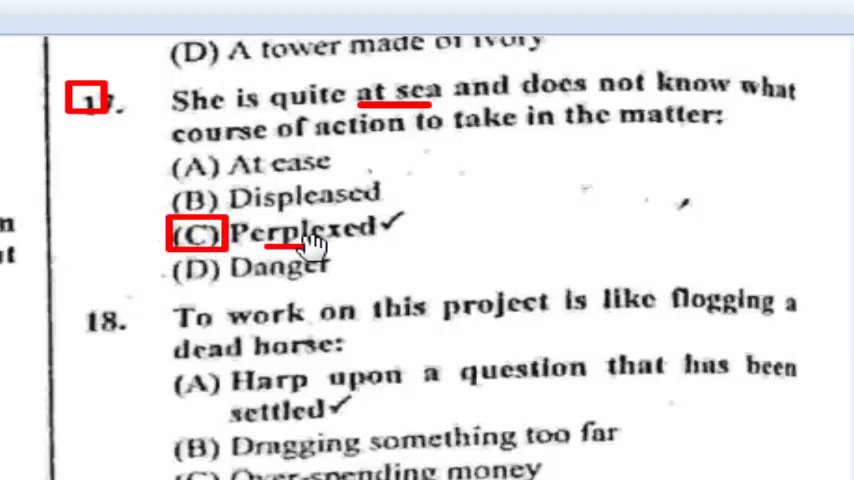 (D) A tower made of ivory
17. She is quite at sea and does not know what
course of action to take in the matter:
(A) At ease
(B) Displeased
(C) Perplexed ✓
(D) Danger
18. To work on this project is like flogging a
dead horse:
(A) Harp upon a question that has been
settled ✓
(B) Dragging something too far
(C) Over-spending money